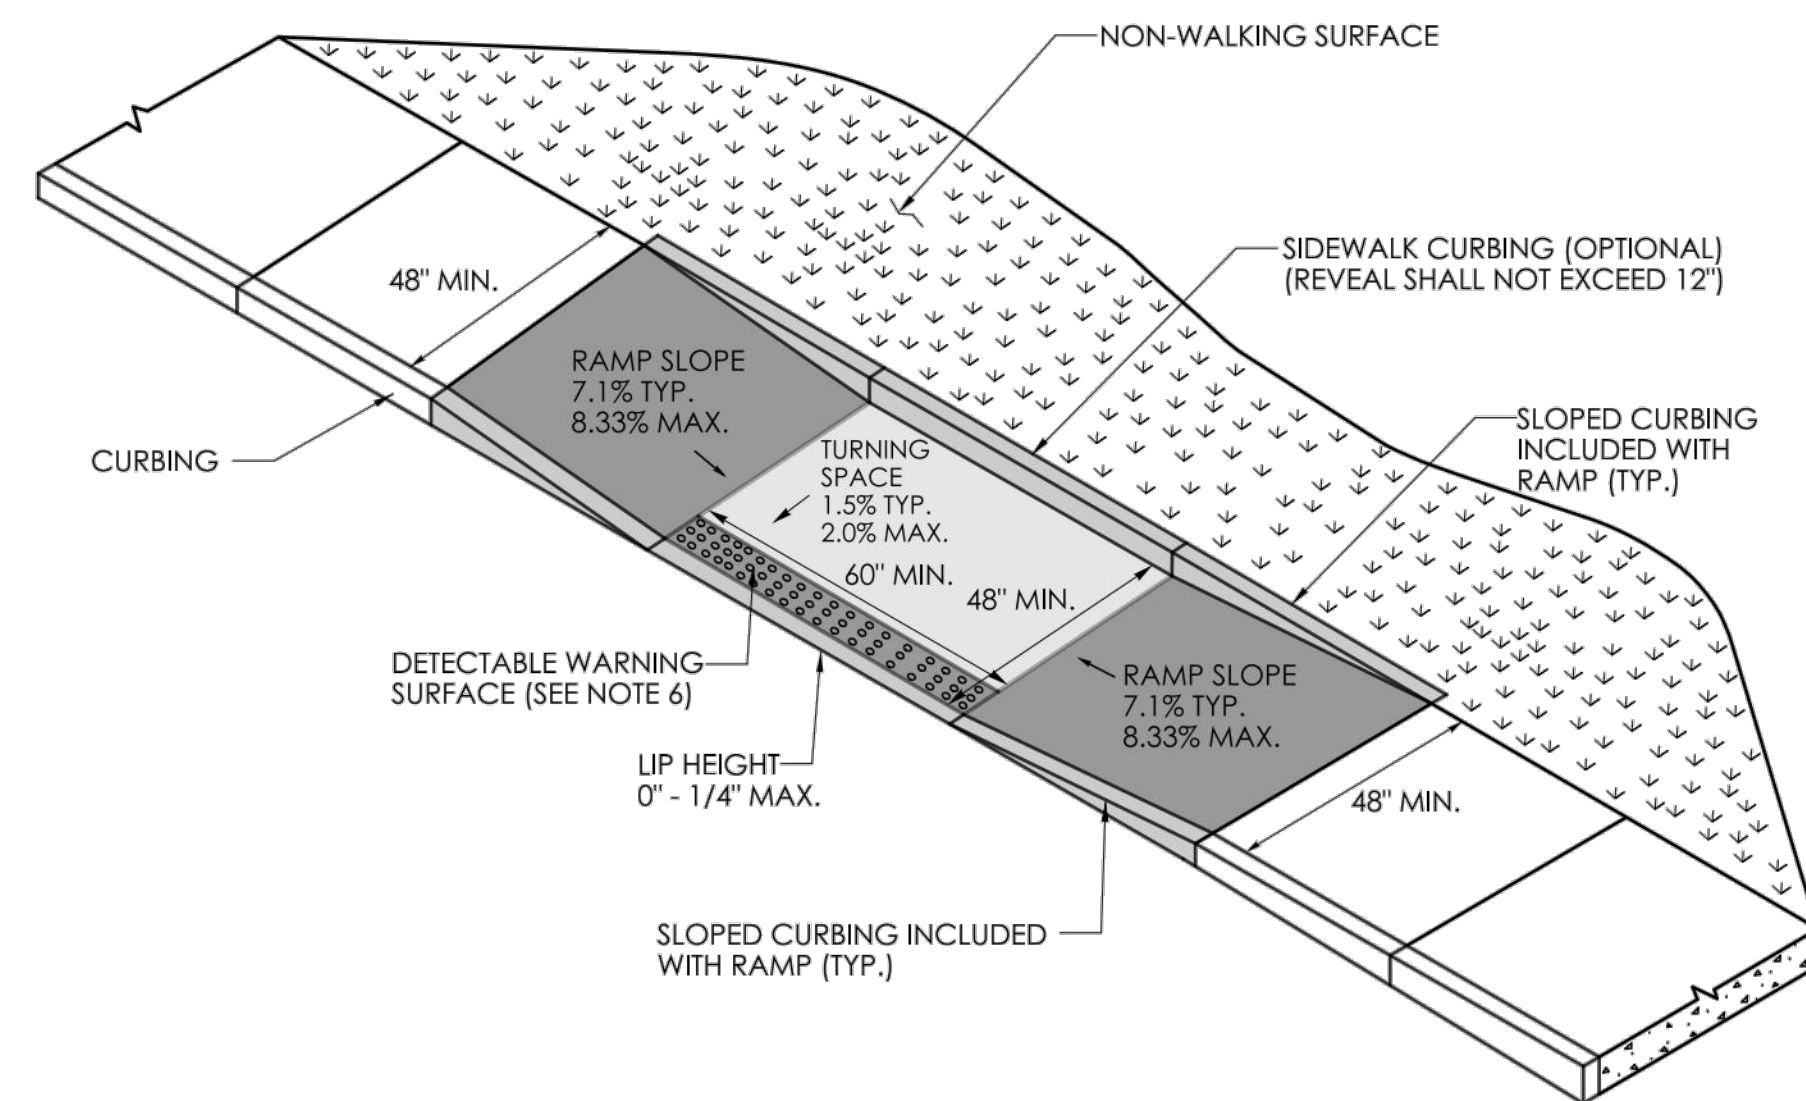 NON-WALKING SURFACE
SIDEWALK CURBING (OPTIONAL)
(REVEAL SHALL NOT EXCEED 12")
48" MIN.
RAMP SLOPE
7.1% TYP.
8.33% MAX.
SLOPED CURBING
INCLUDED WITH
RAMP (TYP.)
CURBING
TURNING
SPACE
1.5% TYP.
2.0% MAX.
60" MIN.
48" MIN.
DETECTABLE WARNING
SURFACE (SEE NOTE 6)
RAMP SLOPE
7.1% TYP.
8.33% MAX.
LIP HEIGHT
0" - 1/4" MAX.
48" MIN.
SLOPED CURBING INCLUDED
WITH RAMP (TYP.)